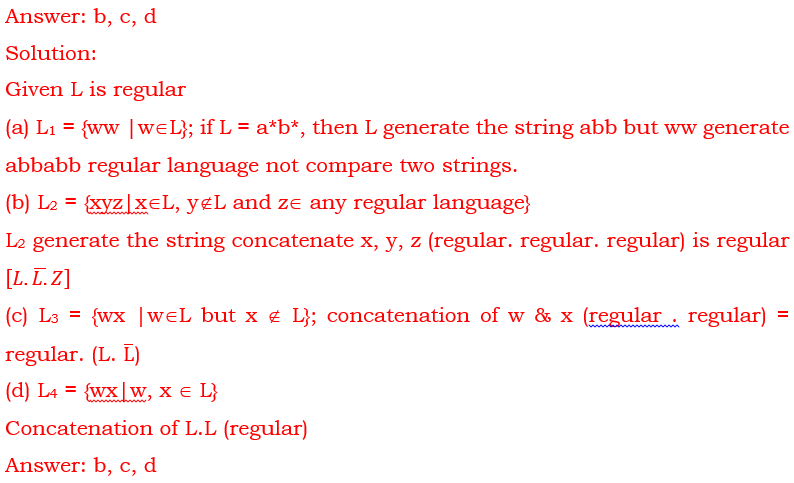 Answer: b, c, d
Solution:
Given L is regular
(a) L₁ = {ww |w∈L}; if L = a*b*, then L generate the string abb but ww generate
abbabb regular language not compare two strings.
(b) L₂ = {xyz|x∈L, y∉L and z∈ any regular language}
L₂ generate the string concatenate x, y, z (regular. regular. regular) is regular
[L. L̅. Z]
(c) L₃ = {wx |w∈L but x ∉ L}; concatenation of w & x (regular . regular) =
regular. (L. L̅)
(d) L₄ = {wx|w, x ∈ L}
Concatenation of L.L (regular)
Answer: b, c, d